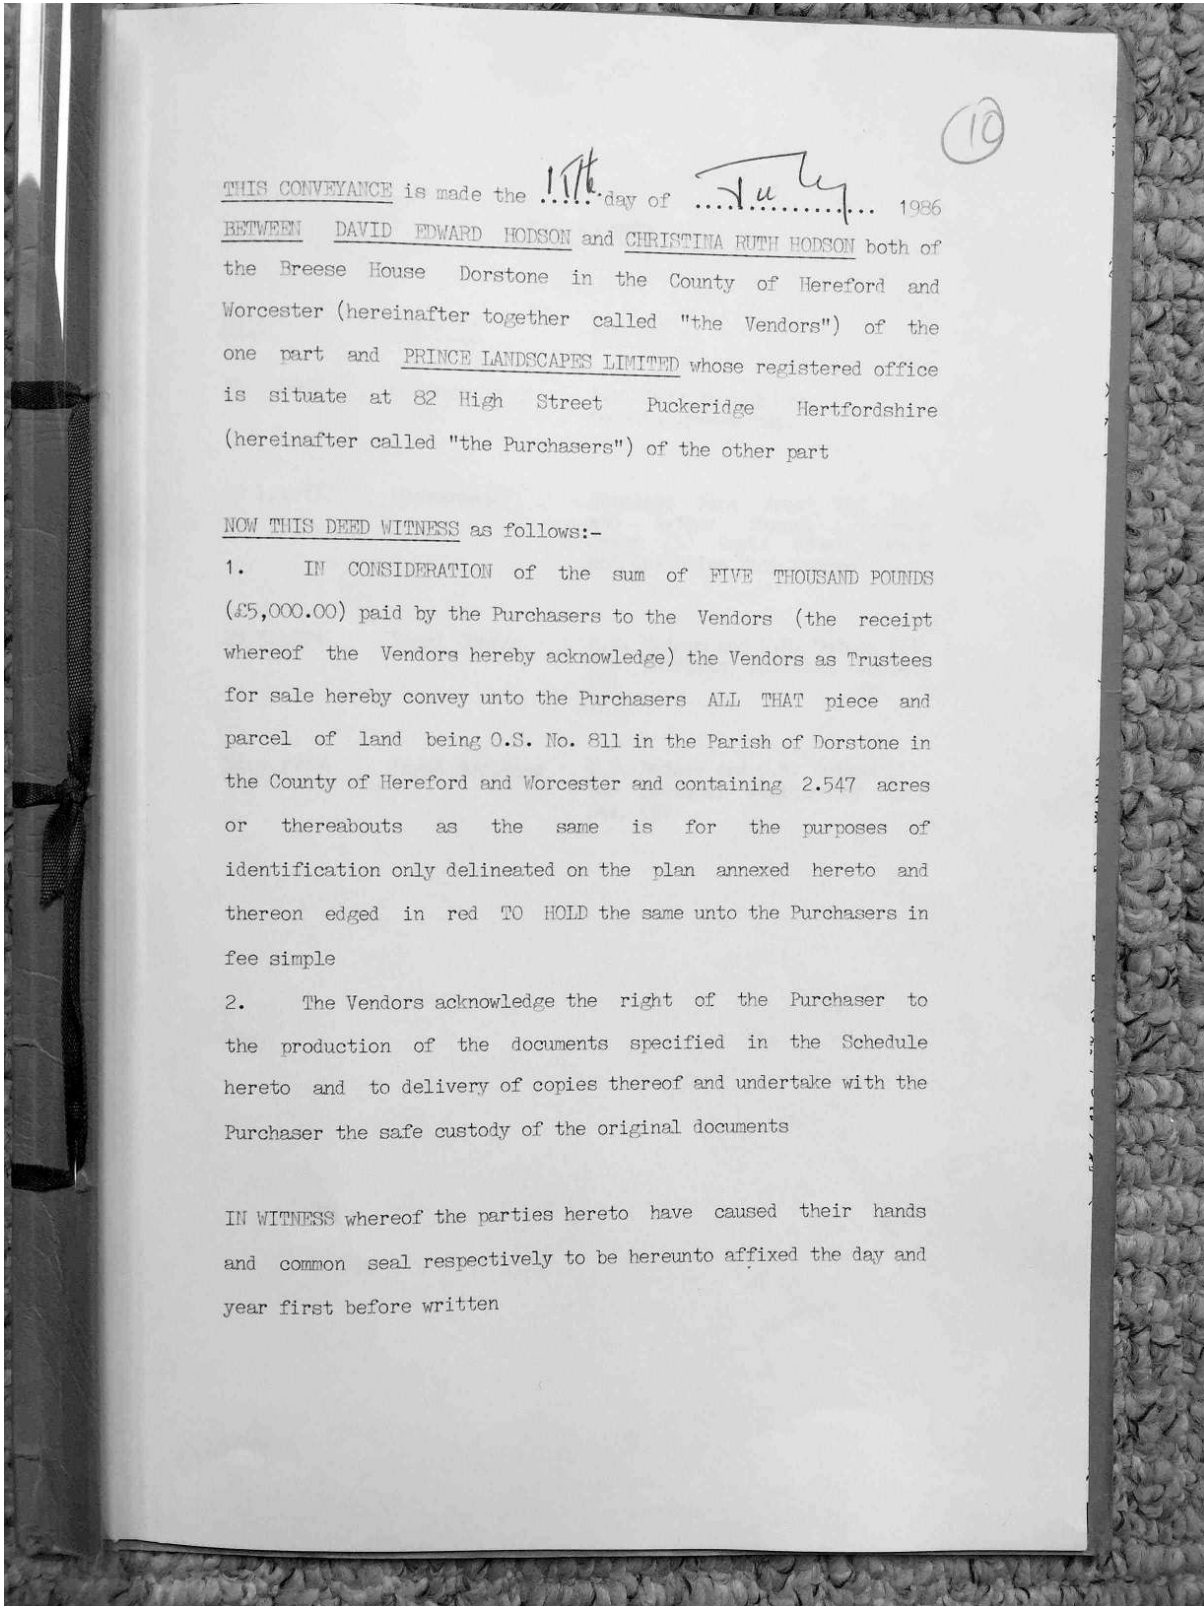 10
THIS CONVEYANCE is made the 11th day of July 1986
BETWEEN DAVID EDWARD HODSON and CHRISTINA RUTH HODSON both of
the Breese House Dorstone in the County of Hereford and
Worcester (hereinafter together called "the Vendors") of the
one part and PRINCE LANDSCAPES LIMITED whose registered office
is situate at 82 High Street Puckeridge Hertfordshire
(hereinafter called "the Purchasers") of the other part
NOW THIS DEED WITNESS as follows:-
1. IN CONSIDERATION of the sum of FIVE THOUSAND POUNDS
(£5,000.00) paid by the Purchasers to the Vendors (the receipt
whereof the Vendors hereby acknowledge) the Vendors as Trustees
for sale hereby convey unto the Purchasers ALL THAT piece and
parcel of land being O.S. No. 811 in the Parish of Dorstone in
the County of Hereford and Worcester and containing 2.547 acres
or thereabouts as the same is for the purposes of
identification only delineated on the plan annexed hereto and
thereon edged in red TO HOLD the same unto the Purchasers in
fee simple
2. The Vendors acknowledge the right of the Purchaser to
the production of the documents specified in the Schedule
hereto and to delivery of copies thereof and undertake with the
Purchaser the safe custody of the original documents
IN WITNESS whereof the parties hereto have caused their hands
and common seal respectively to be hereunto affixed the day and
year first before written